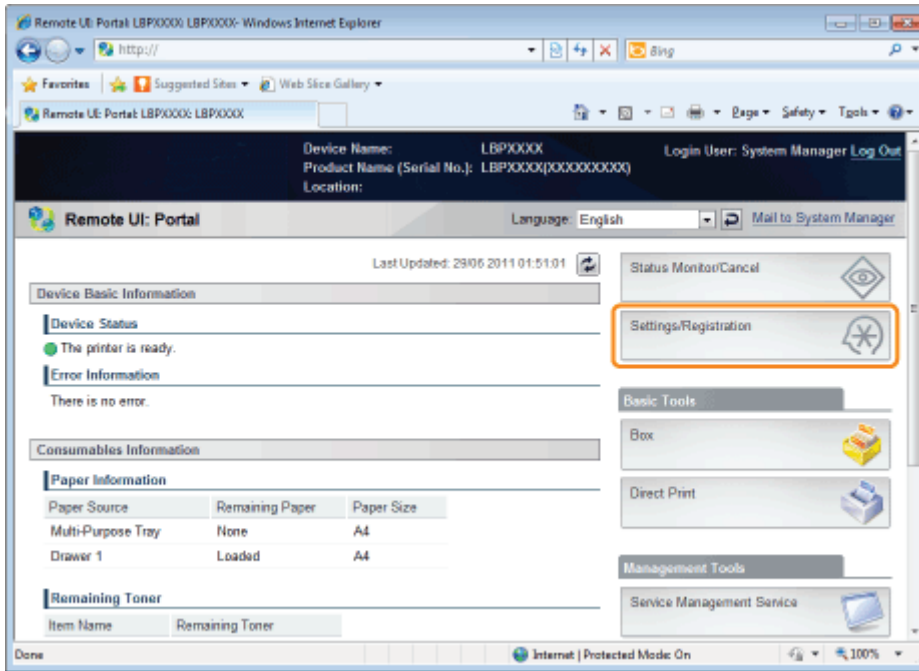 Remote UI: Portal: LBPXXXX: LBPXXXX- Windows Internet Explorer
http://
Bing
Favorites Suggested Sites Web Slice Gallery
Remote UI: Portal: LBPXXXX: LBPXXXX
Page Safety Tools
Device Name: LBPXXXX
Login User: System Manager Log Out
Product Name (Serial No.): LBPXXXX(XXXXXXXXX)
Location:
Remote UI: Portal
Language: English
Mail to System Manager
Last Updated: 29/06 2011 01:51:01
Status Monitor/Cancel
Device Basic Information
Device Status
Settings/Registration
The printer is ready.
Error Information
There is no error.
Basic Tools
Box
Consumables Information
Paper Information
Direct Print
Paper Source Remaining Paper Paper Size
Multi-Purpose Tray None A4
Drawer 1 Loaded A4
Management Tools
Remaining Toner
Service Management Service
Item Name Remaining Toner
Done
Internet | Protected Mode: On
100%